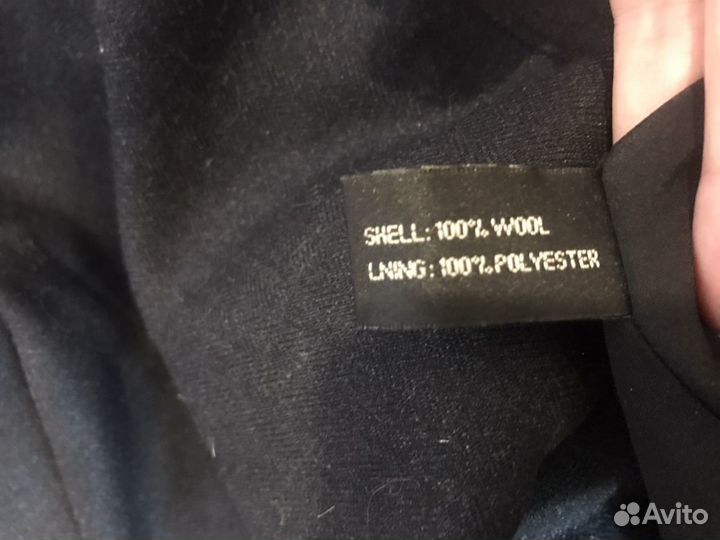 SHELL: 100% WOOL
LNING: 100% POLYESTER
Avito